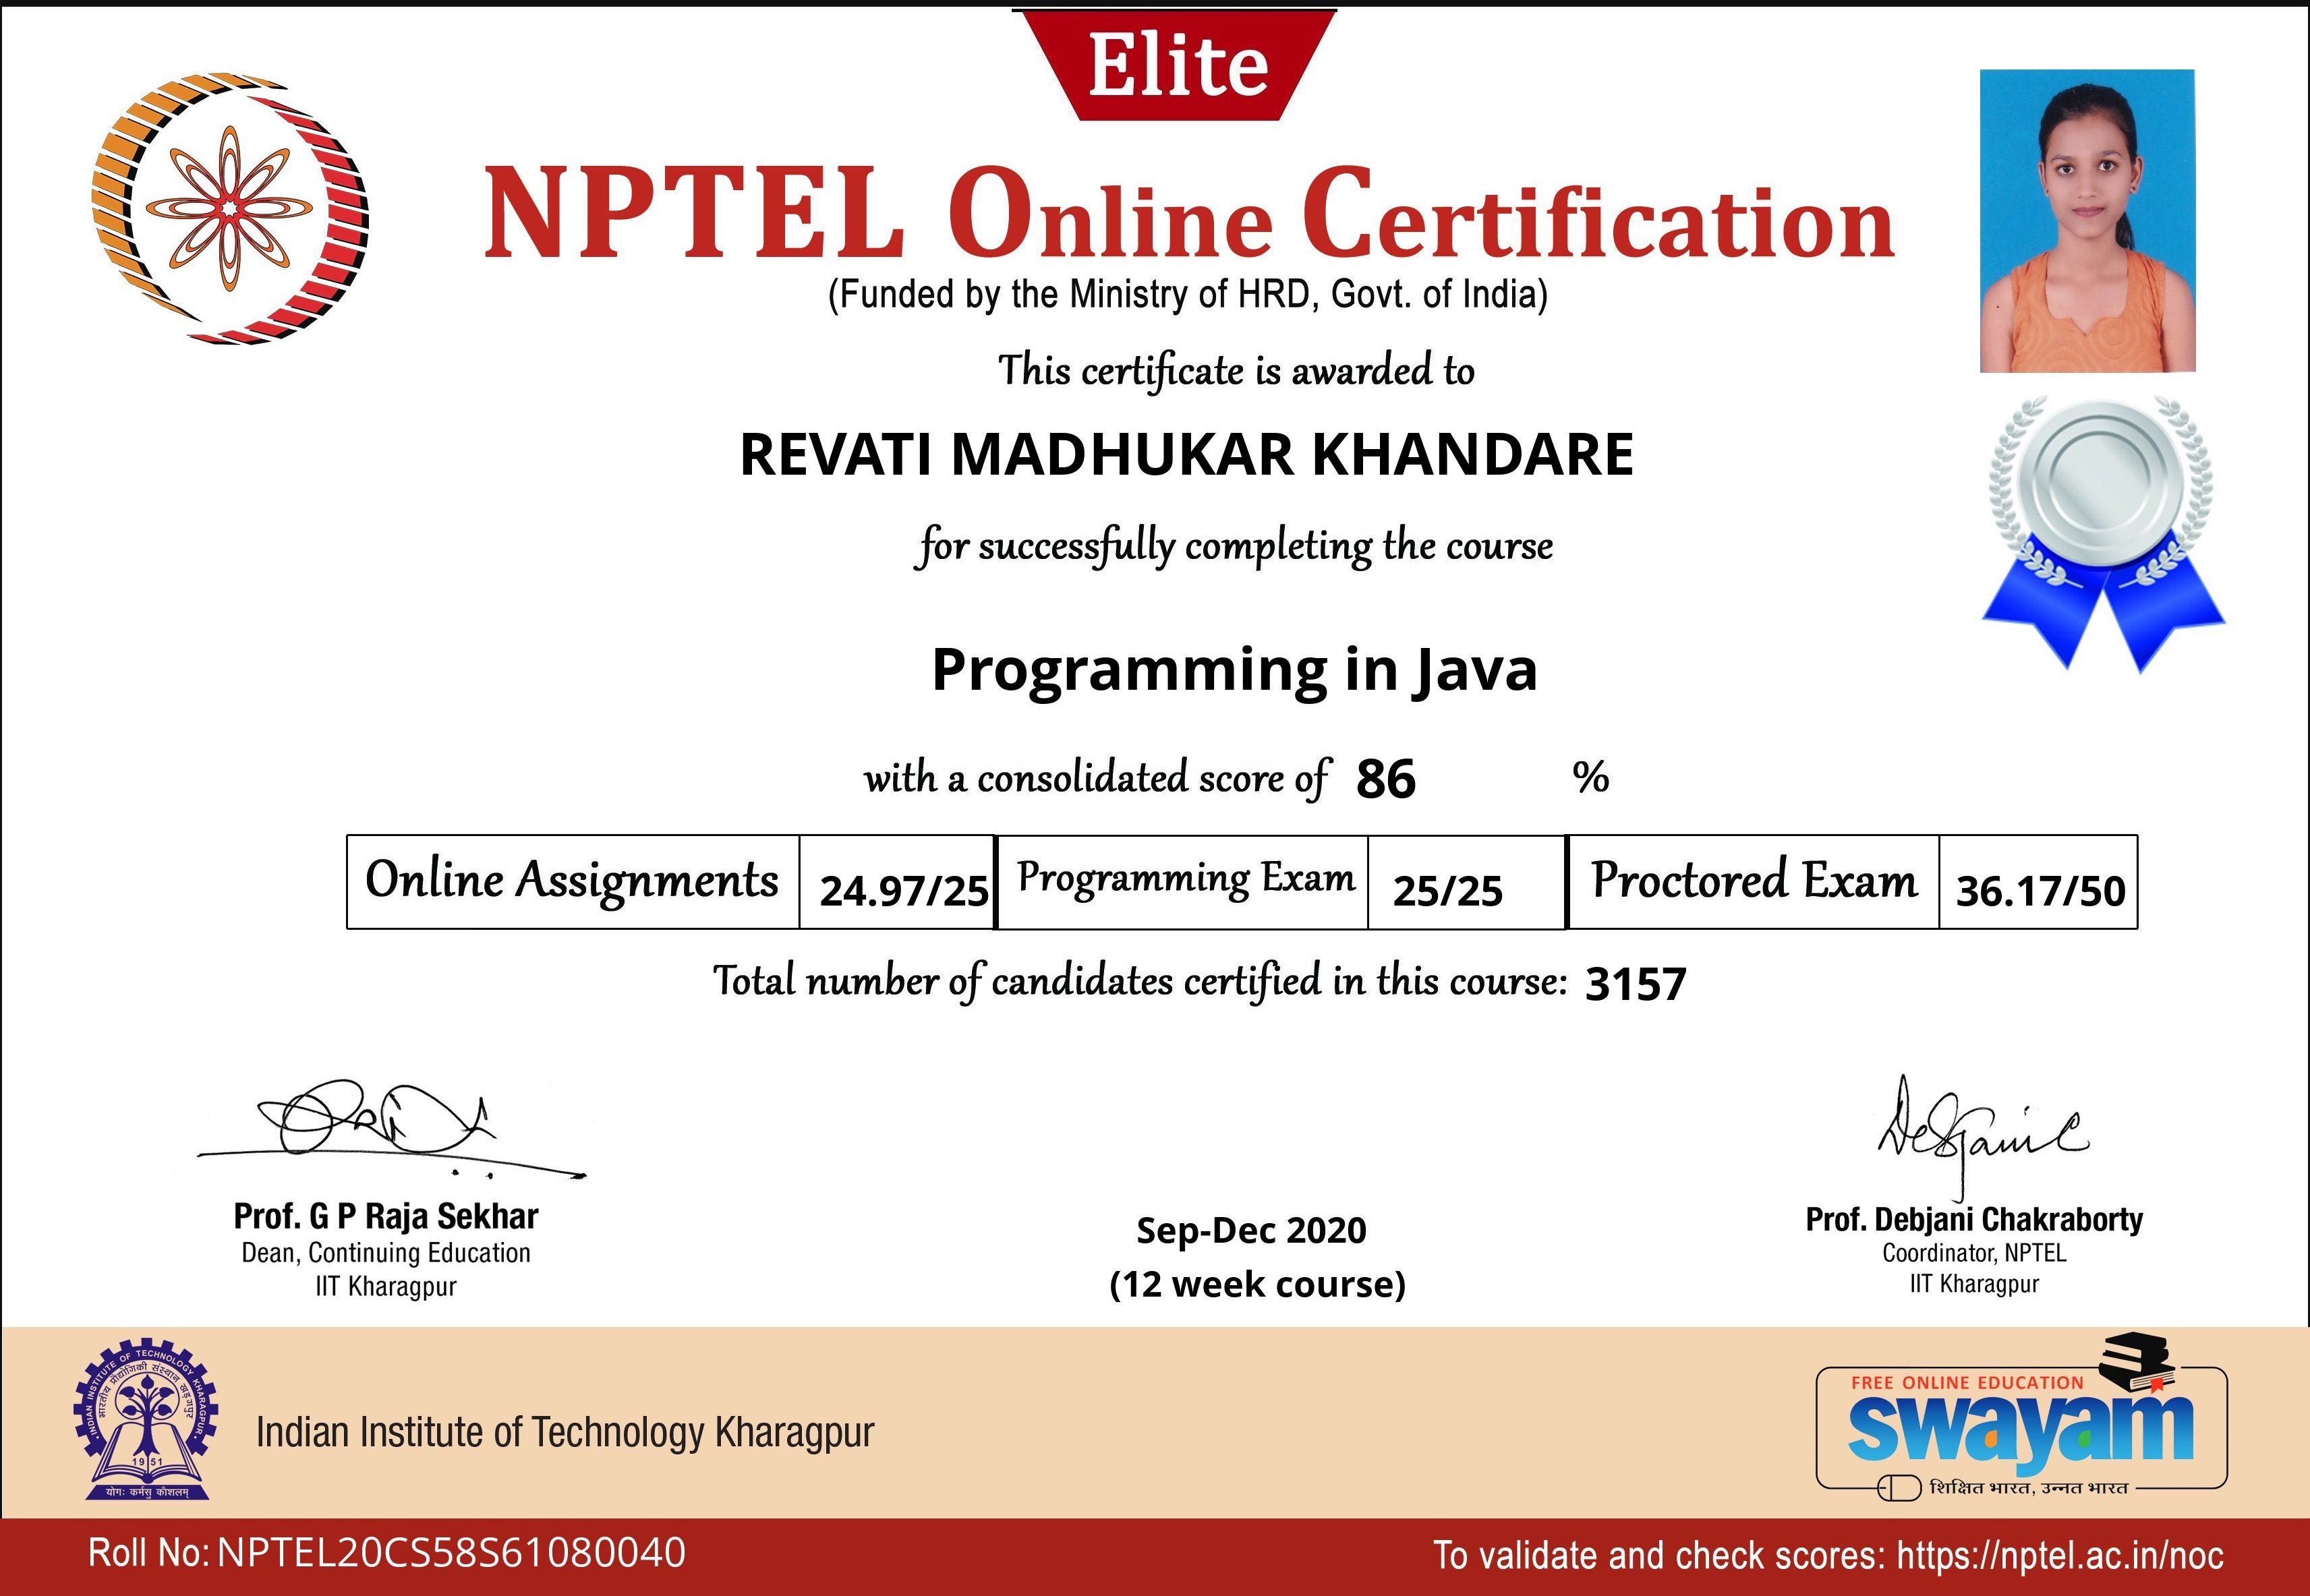 Elite
NPTEL Online Certification
(Funded by the Ministry of HRD, Govt. of India)
This certificate is awarded to
REVATI MADHUKAR KHANDARE
for successfully completing the course
Programming in Java
with a consolidated score of 86 %
Online Assignments 24.97/25 Programming Exam 25/25 Proctored Exam 36.17/50
Total number of candidates certified in this course: 3157
Debjani
Prof. G P Raja Sekhar
Dean, Continuing Education
IIT Kharagpur
Sep-Dec 2020
(12 week course)
Prof. Debjani Chakraborty
Coordinator, NPTEL
IIT Kharagpur
INDIAN INSTITUTE OF TECHNOLOGY KHARAGPUR
भारतीय प्रौद्योगिकी संस्थान खड़गपुर
1951
योगः कर्मसु कौशलम्
Indian Institute of Technology Kharagpur
FREE ONLINE EDUCATION
swayam
शिक्षित भारत, उन्नत भारत
Roll No: NPTEL20CS58S61080040
To validate and check scores: https://nptel.ac.in/noc